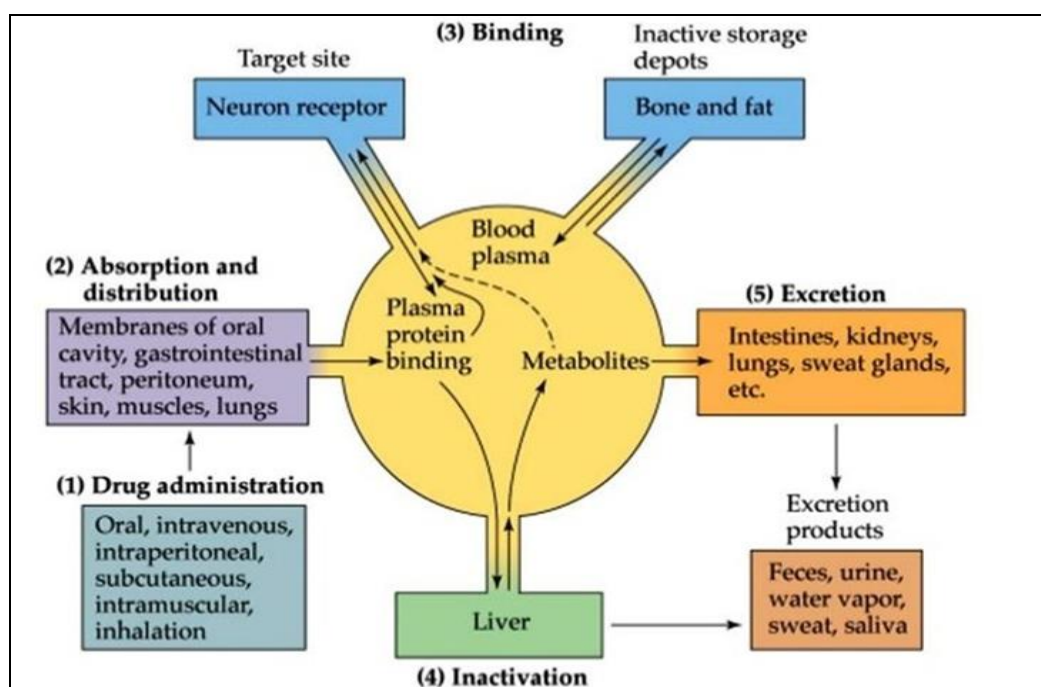 (3) Binding
Target site
Neuron receptor
Inactive storage
depots
Bone and fat
Blood
plasma
(2) Absorption and
distribution
Membranes of oral
cavity, gastrointestinal
tract, peritoneum,
skin, muscles, lungs
Plasma
protein
binding
Metabolites
(5) Excretion
Intestines, kidneys,
lungs, sweat glands,
etc.
(1) Drug administration
Oral, intravenous,
intraperitoneal,
subcutaneous,
intramuscular,
inhalation
Excretion
products
Feces, urine,
water vapor,
sweat, saliva
Liver
(4) Inactivation